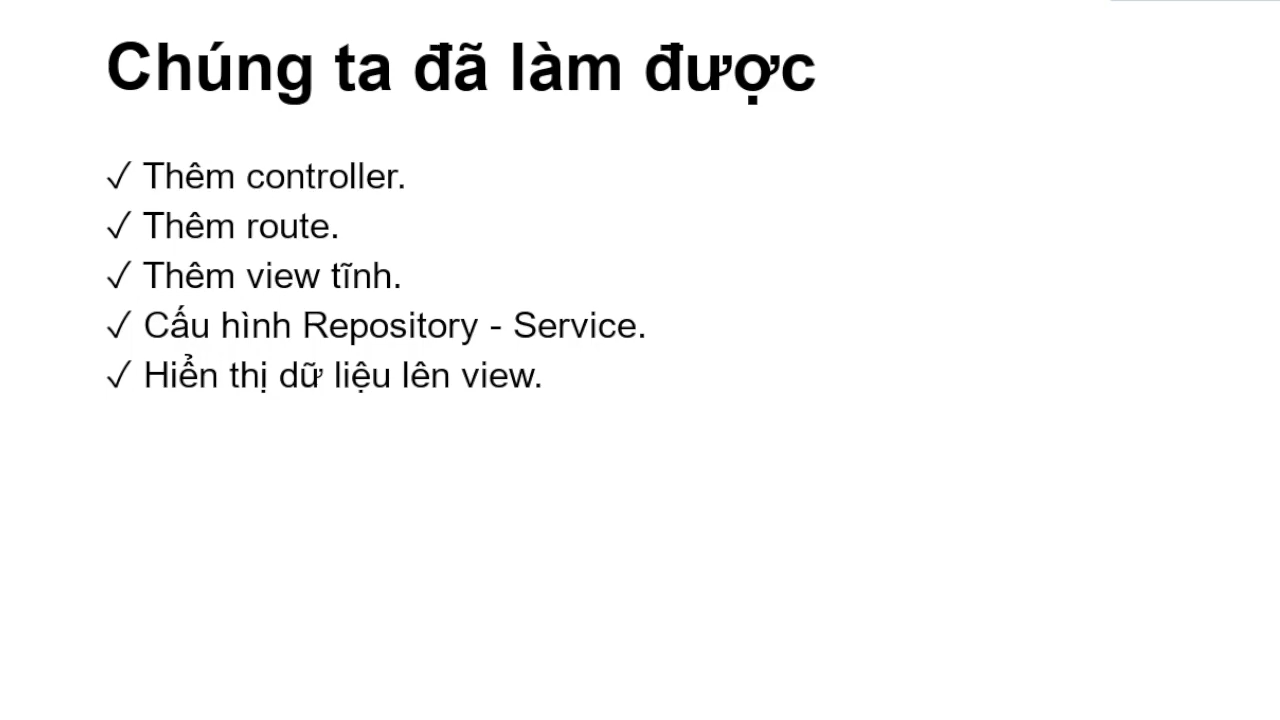 Chúng ta đã làm được
✓ Thêm controller.
✓ Thêm route.
✓ Thêm view tĩnh.
✓ Cấu hình Repository - Service.
✓ Hiển thị dữ liệu lên view.